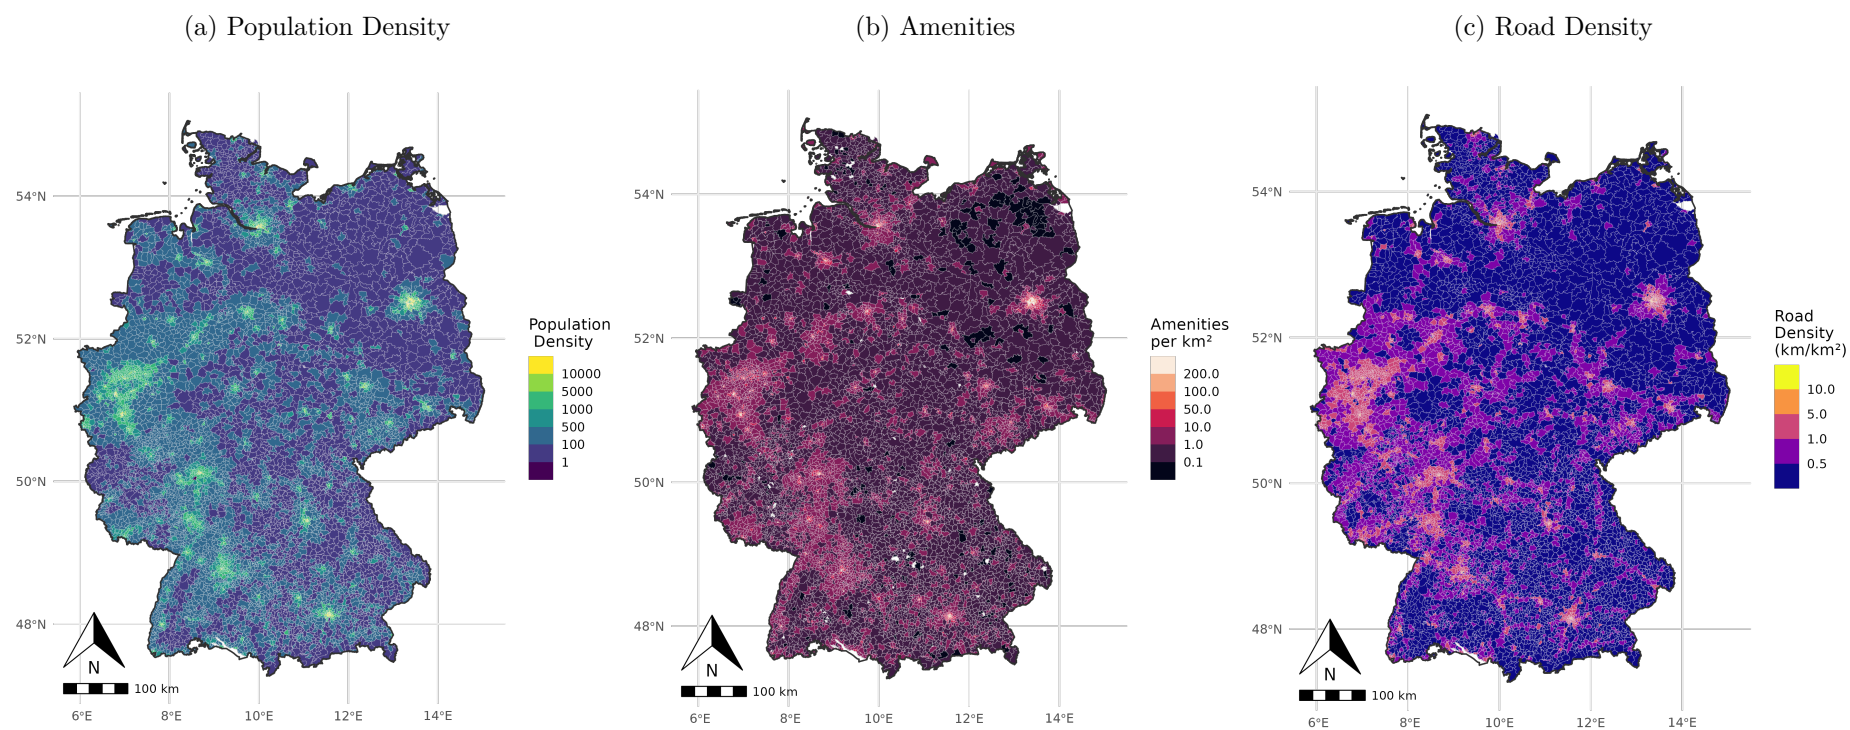 (a) Population Density
54°N
52°N
50°N
48°N
6°E
8°E
10°E
12°E
14°E
N
100 km
Population
Density
10000
5000
1000
500
100
1
(b) Amenities
54°N
52°N
50°N
48°N
6°E
8°E
10°E
12°E
14°E
N
100 km
Amenities
per km²
200.0
100.0
50.0
10.0
1.0
0.1
(c) Road Density
54°N
52°N
50°N
48°N
6°E
8°E
10°E
12°E
14°E
N
100 km
Road
Density
(km/km²)
10.0
5.0
1.0
0.5